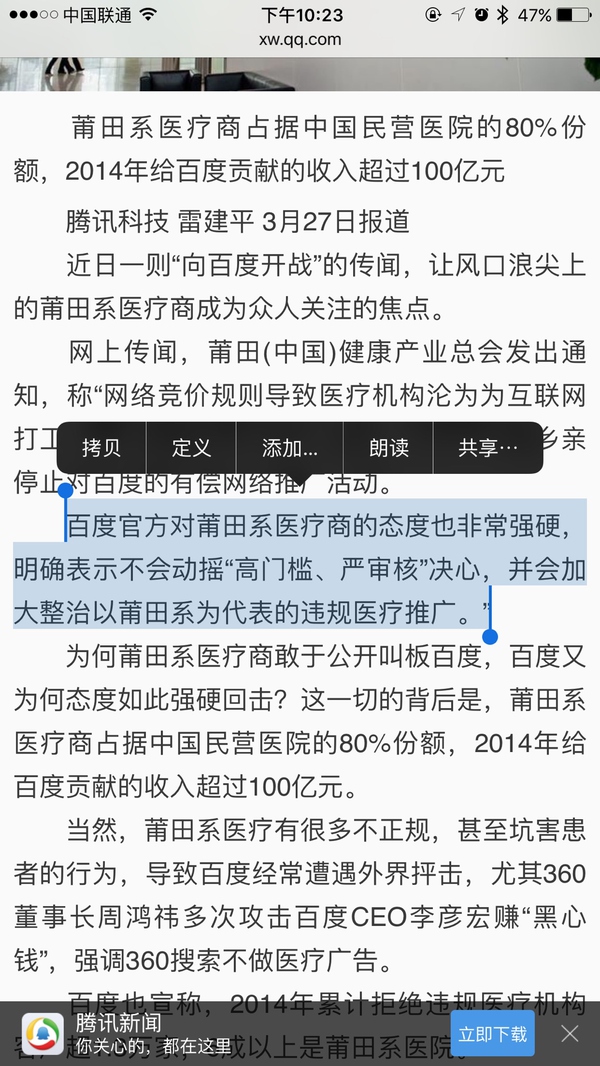 中国联通 下午10:23 47%
xw.qq.com
莆田系医疗商占据中国民营医院的80%份
额，2014年给百度贡献的收入超过100亿元
腾讯科技 雷建平 3月27日报道
近日一则“向百度开战”的传闻，让风口浪尖上
的莆田系医疗商成为众人关注的焦点。
网上传闻，莆田(中国)健康产业总会发出通
知，称“网络竞价规则导致医疗机构沦为为互联网
打工 乡亲
拷贝 定义 添加... 朗读 共享...
停止对百度的有偿网络推广活动。
百度官方对莆田系医疗商的态度也非常强硬，
明确表示不会动摇“高门槛、严审核”决心，并会加
大整治以莆田系为代表的违规医疗推广。”
为何莆田系医疗商敢于公开叫板百度，百度又
为何态度如此强硬回击？这一切的背后是，莆田系
医疗商占据中国民营医院的80%份额，2014年给
百度贡献的收入超过100亿元。
当然，莆田系医疗有很多不正规，甚至坑害患
者的行为，导致百度经常遭遇外界抨击，尤其360
董事长周鸿祎多次攻击百度CEO李彦宏赚“黑心
钱”，强调360搜索不做医疗广告。
百度也宣称，2014年累计拒绝违规医疗机构
腾讯新闻
你关心的，都在这里
立即下载
成以上是莆田系医院。